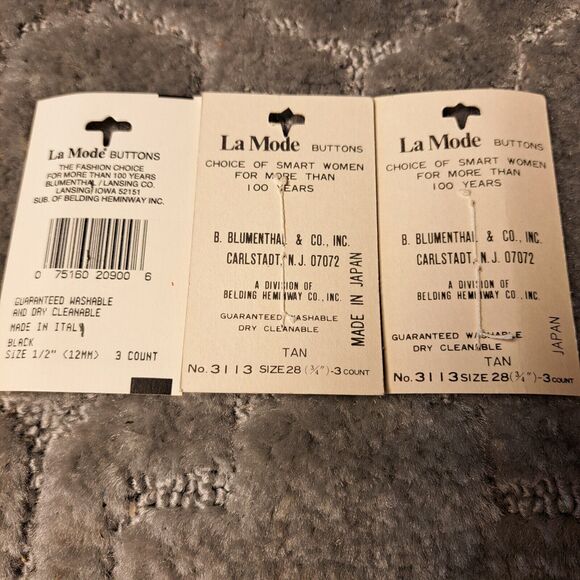 La Mode BUTTONS
THE FASHION CHOICE
FOR MORE THAN 100 YEARS
BLUMENTHAL / LANSING CO.
LANSING IOWA 52151
SUB. OF BELDING HEMINWAY INC.
0 75160 20900 6
GUARANTEED WASHABLE
AND DRY CLEANABLE
MADE IN ITALY
BLACK
SIZE 1/2" (12MM) 3 COUNT
La Mode BUTTONS
CHOICE OF SMART WOMEN
FOR MORE THAN
100 YEARS
B. BLUMENTHAL & CO., INC.
CARLSTADT, N.J. 07072
A DIVISION OF
BELDING HEMINWAY CO., INC.
GUARANTEED WASHABLE
DRY CLEANABLE
TAN
No. 3113 SIZE 28 (¾")-3 COUNT
MADE IN JAPAN
La Mode BUTTONS
CHOICE OF SMART WOMEN
FOR MORE THAN
100 YEARS
B. BLUMENTHAL & CO., INC.
CARLSTADT, N.J. 07072
A DIVISION OF
BELDING HEMINWAY CO., INC.
GUARANTEED WASHABLE
DRY CLEANABLE
TAN
No. 3113 SIZE 28 (¾")-3 COUNT
JAPAN